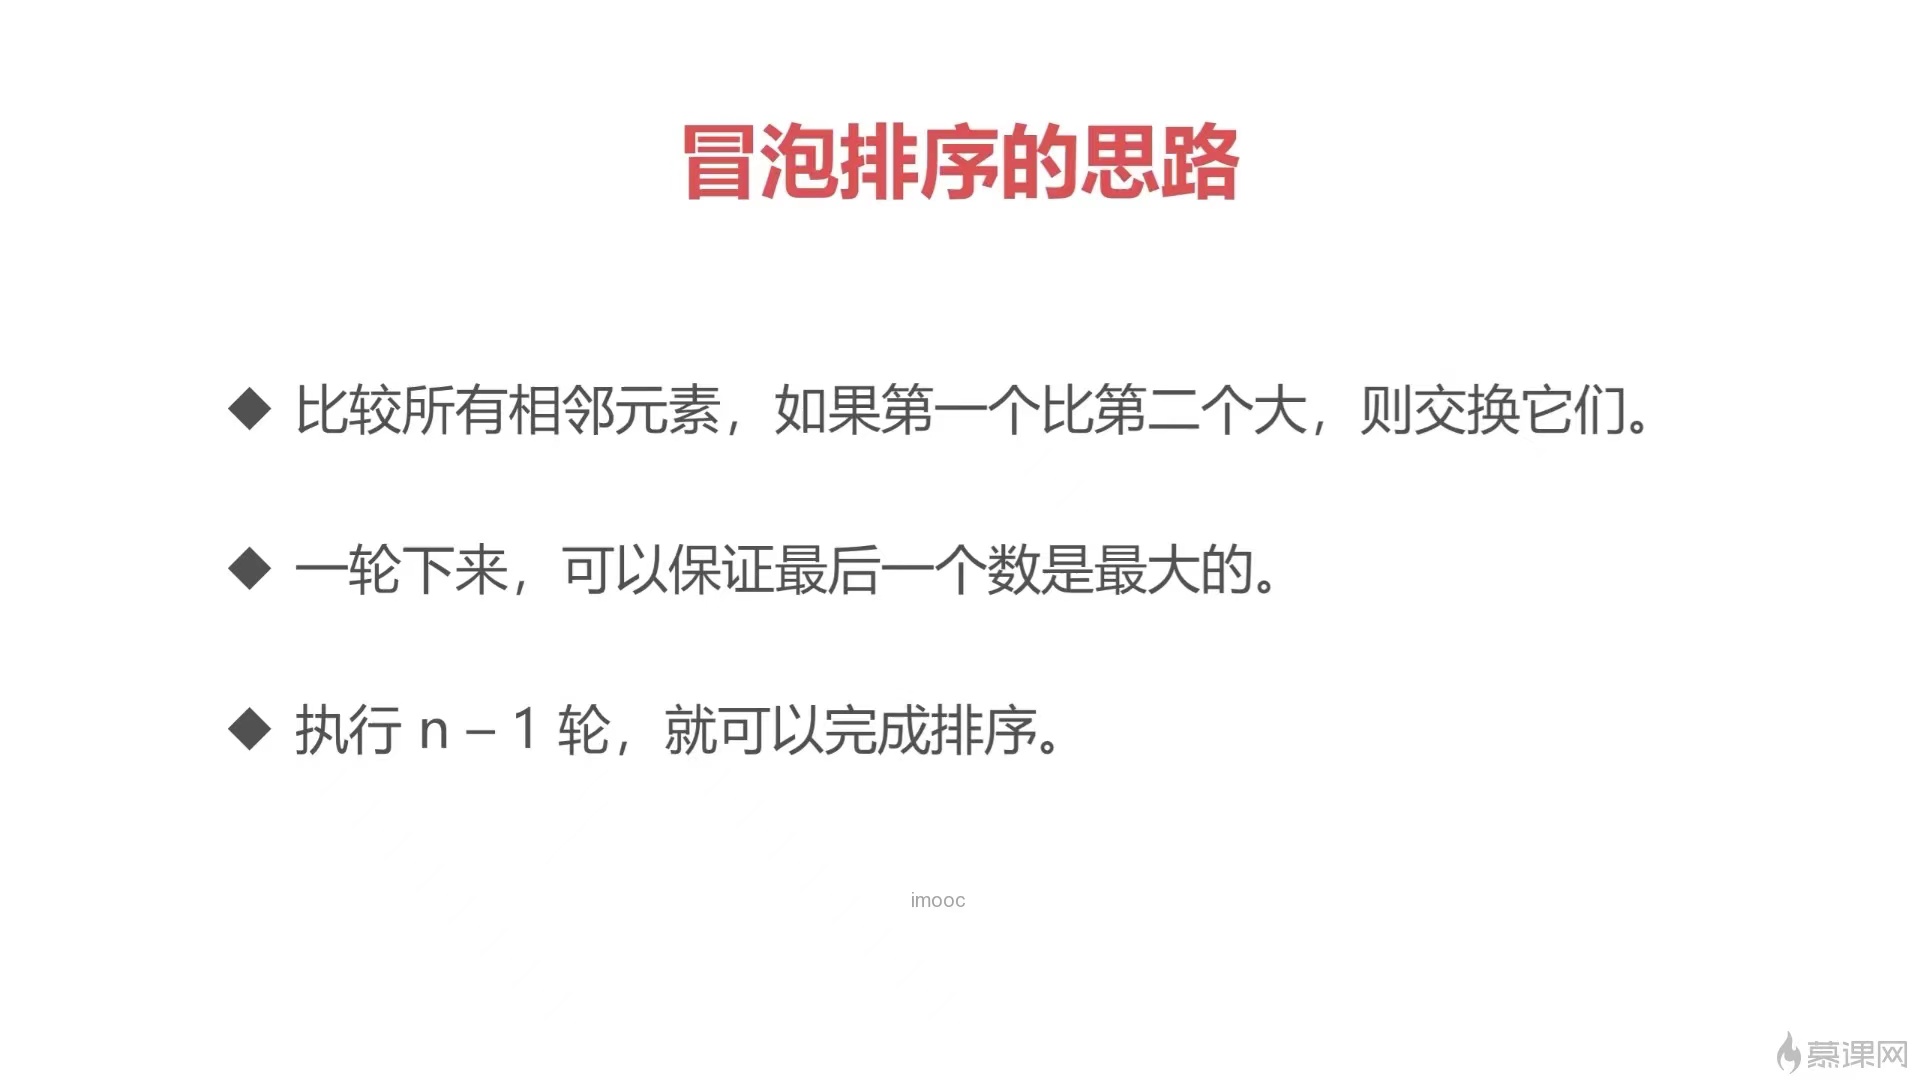 冒泡排序的思路
◆ 比较所有相邻元素，如果第一个比第二个大，则交换它们。
◆ 一轮下来，可以保证最后一个数是最大的。
◆ 执行 n – 1 轮，就可以完成排序。
imooc
慕课网